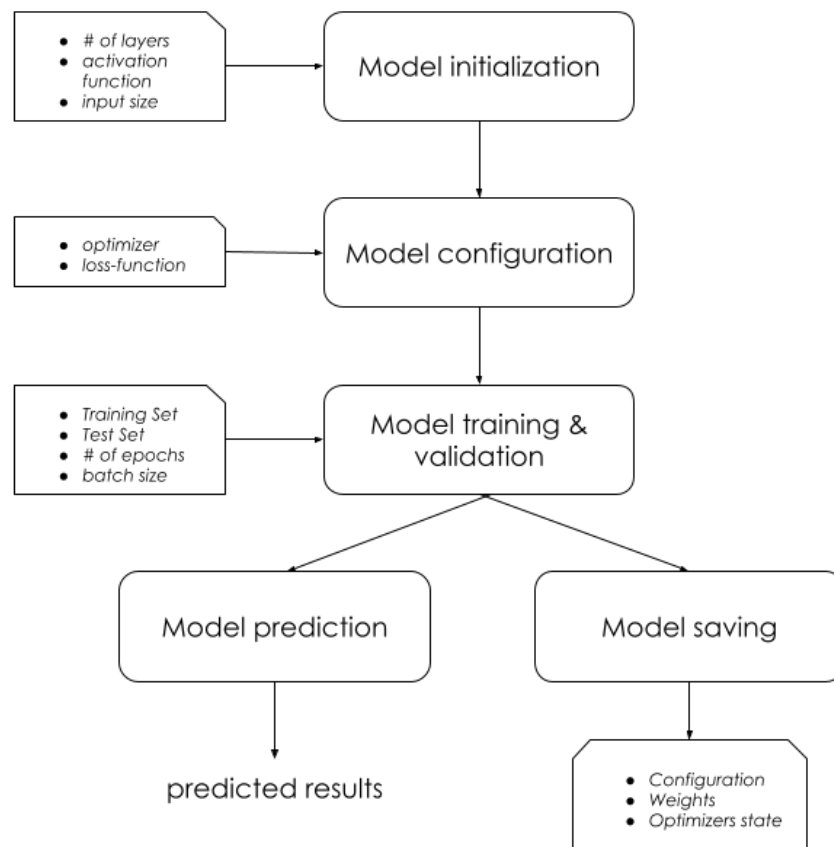 ● # of layers
● activation
function
● input size
Model initialization
● optimizer
● loss-function
Model configuration
● Training Set
● Test Set
● # of epochs
● batch size
Model training &
validation
Model prediction
Model saving
predicted results
● Configuration
● Weights
● Optimizers state